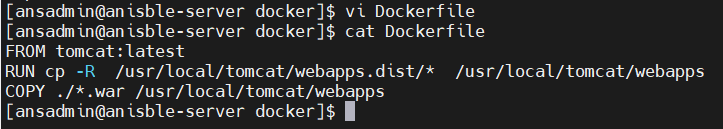 [ansadmin@anisble-server docker]$ vi Dockerfile
[ansadmin@anisble-server docker]$ cat Dockerfile
FROM tomcat:latest
RUN cp -R  /usr/local/tomcat/webapps.dist/*  /usr/local/tomcat/webapps
COPY ./*.war /usr/local/tomcat/webapps
[ansadmin@anisble-server docker]$